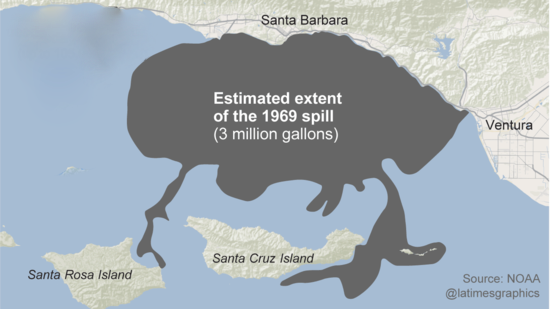 Santa Barbara
Estimated extent
of the 1969 spill
(3 million gallons)
Ventura
Santa Cruz Island
Santa Rosa Island
Source: NOAA
@latimesgraphics